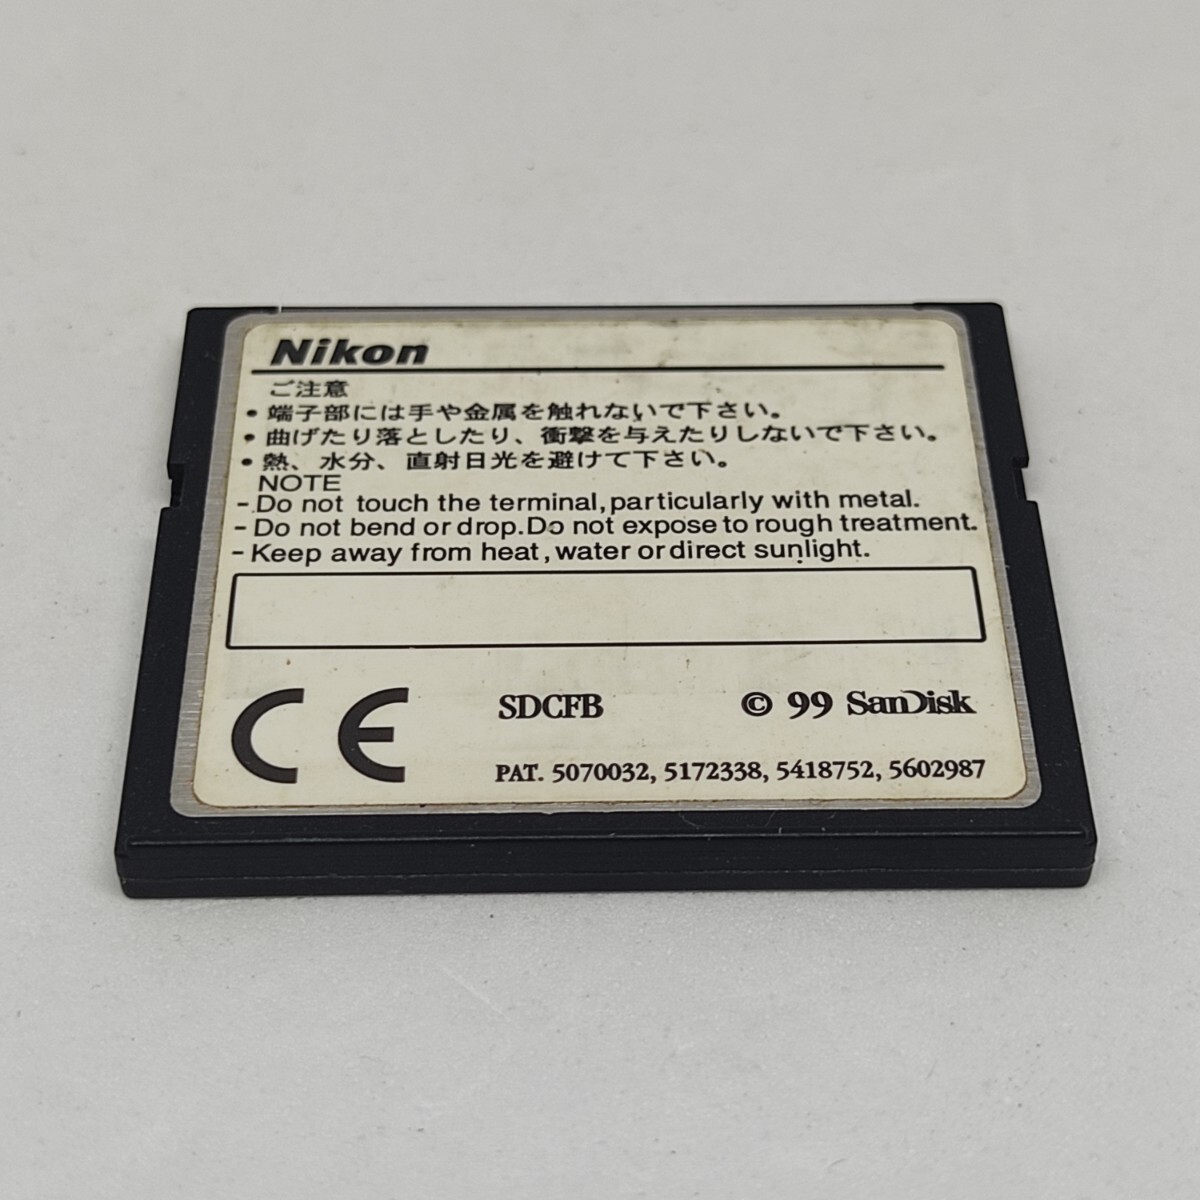 Nikon
ご注意
• 端子部には手や金属を触れないで下さい。
• 曲げたり落としたり、衝撃を与えたりしないで下さい。
• 熱、水分、直射日光を避けて下さい。
NOTE
- Do not touch the terminal, particularly with metal.
- Do not bend or drop. Do not expose to rough treatment.
- Keep away from heat, water or direct sunlight.
CE SDCFB © 99 SanDisk
PAT. 5070032, 5172338, 5418752, 5602987